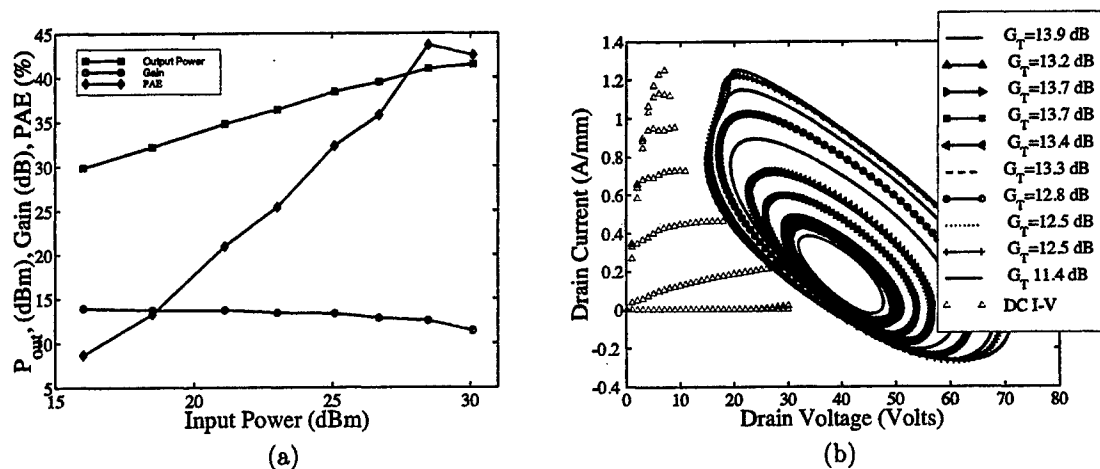 P_out, (dBm), Gain (dB), PAE (%)
45
40
35
30
25
20
15
10
5
Output Power
Gain
PAE
15
20
25
30
Input Power (dBm)
(a)
Drain Current (A/mm)
1.4
1.2
1
0.8
0.6
0.4
0.2
0
-0.2
-0.4
0
10
20
30
40
50
60
70
80
Drain Voltage (Volts)
G_T=13.9 dB
G_T=13.2 dB
G_T=13.7 dB
G_T=13.7 dB
G_T=13.4 dB
G_T=13.3 dB
G_T=12.8 dB
G_T=12.5 dB
G_T=12.5 dB
G_T 11.4 dB
DC I-V
(b)